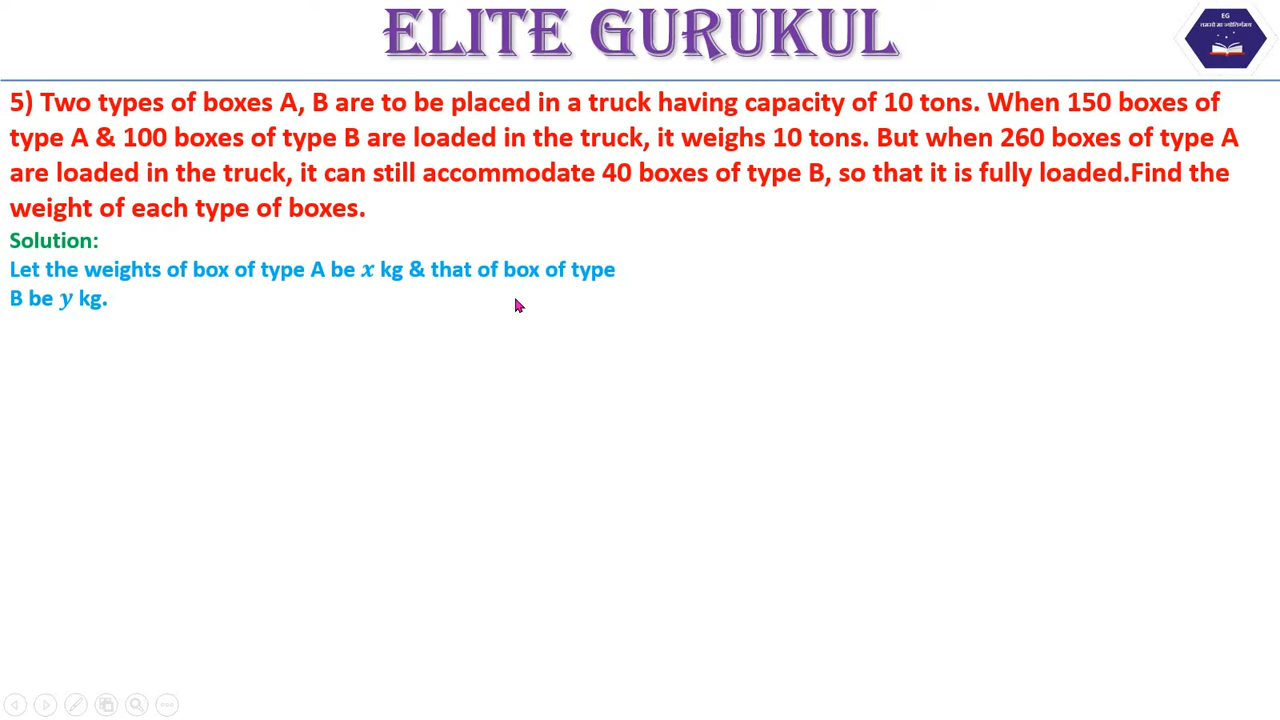 ELITE GURUKUL
EG
तमसो मा ज्योतिर्गमय
5) Two types of boxes A, B are to be placed in a truck having capacity of 10 tons. When 150 boxes of
type A & 100 boxes of type B are loaded in the truck, it weighs 10 tons. But when 260 boxes of type A
are loaded in the truck, it can still accommodate 40 boxes of type B, so that it is fully loaded.Find the
weight of each type of boxes.
Solution:
Let the weights of box of type A be x kg & that of box of type
B be y kg.